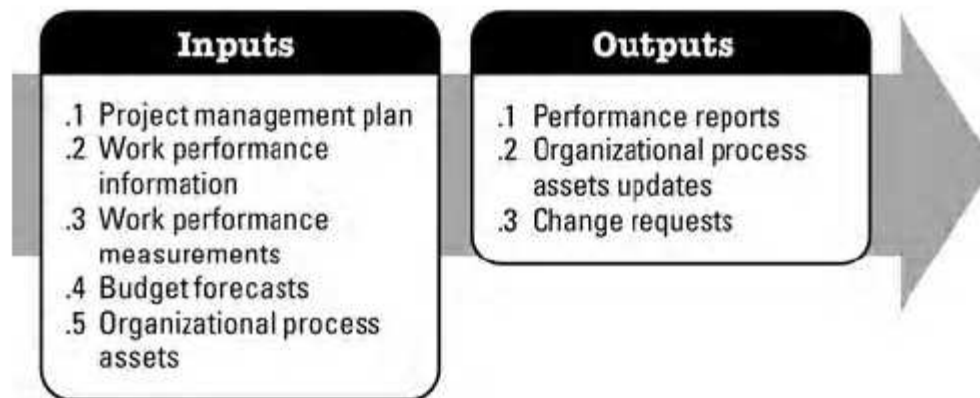 Inputs
.1 Project management plan
.2 Work performance
information
.3 Work performance
measurements
.4 Budget forecasts
.5 Organizational process
assets
Outputs
.1 Performance reports
.2 Organizational process
assets updates
.3 Change requests